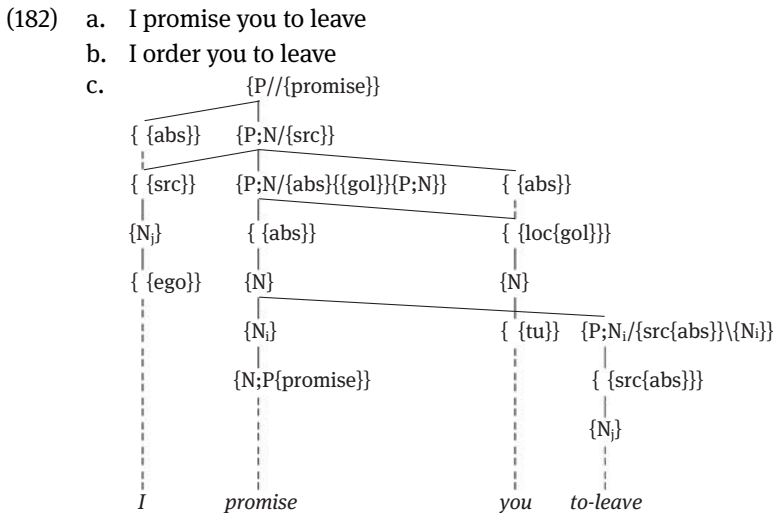 (182) a. I promise you to leave
b. I order you to leave
c. {P//{promise}}
{ {abs}} {P;N/{src}}
{ {src}} {P;N/{abs}{{gol}}{P;N}} { {abs}}
{Nj} { {abs}} { {loc{gol}}}
{ {ego}} {N} {N}
{Ni} { {tu}} {P;Ni/{src{abs}}\{Ni}}
{N;P{promise}} { {src{abs}}}
{Nj}
I promise you to-leave